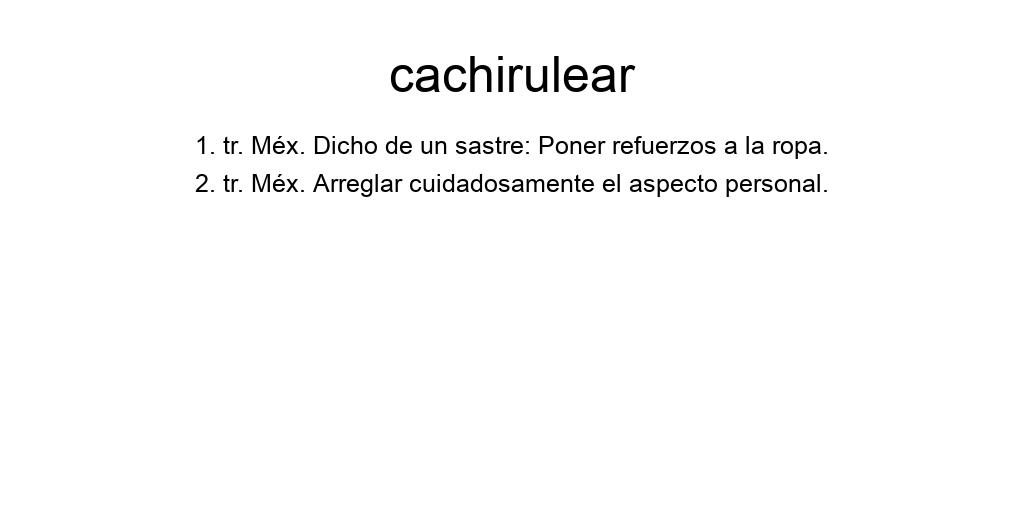 cachirulear
1. tr. Méx. Dicho de un sastre: Poner refuerzos a la ropa.
2. tr. Méx. Arreglar cuidadosamente el aspecto personal.